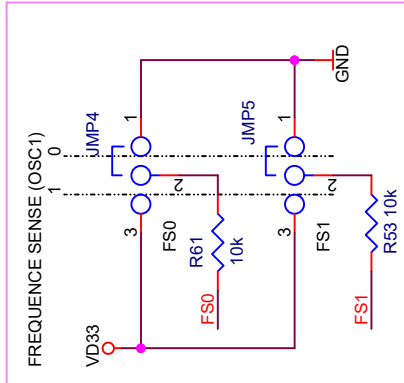 FREQUENCE SENSE (OSC1)
1
0
VD33
JMP4
3
2
1
FS0
R61
10k
FS0
GND
JMP5
3
2
1
FS1
R53 10k
FS1